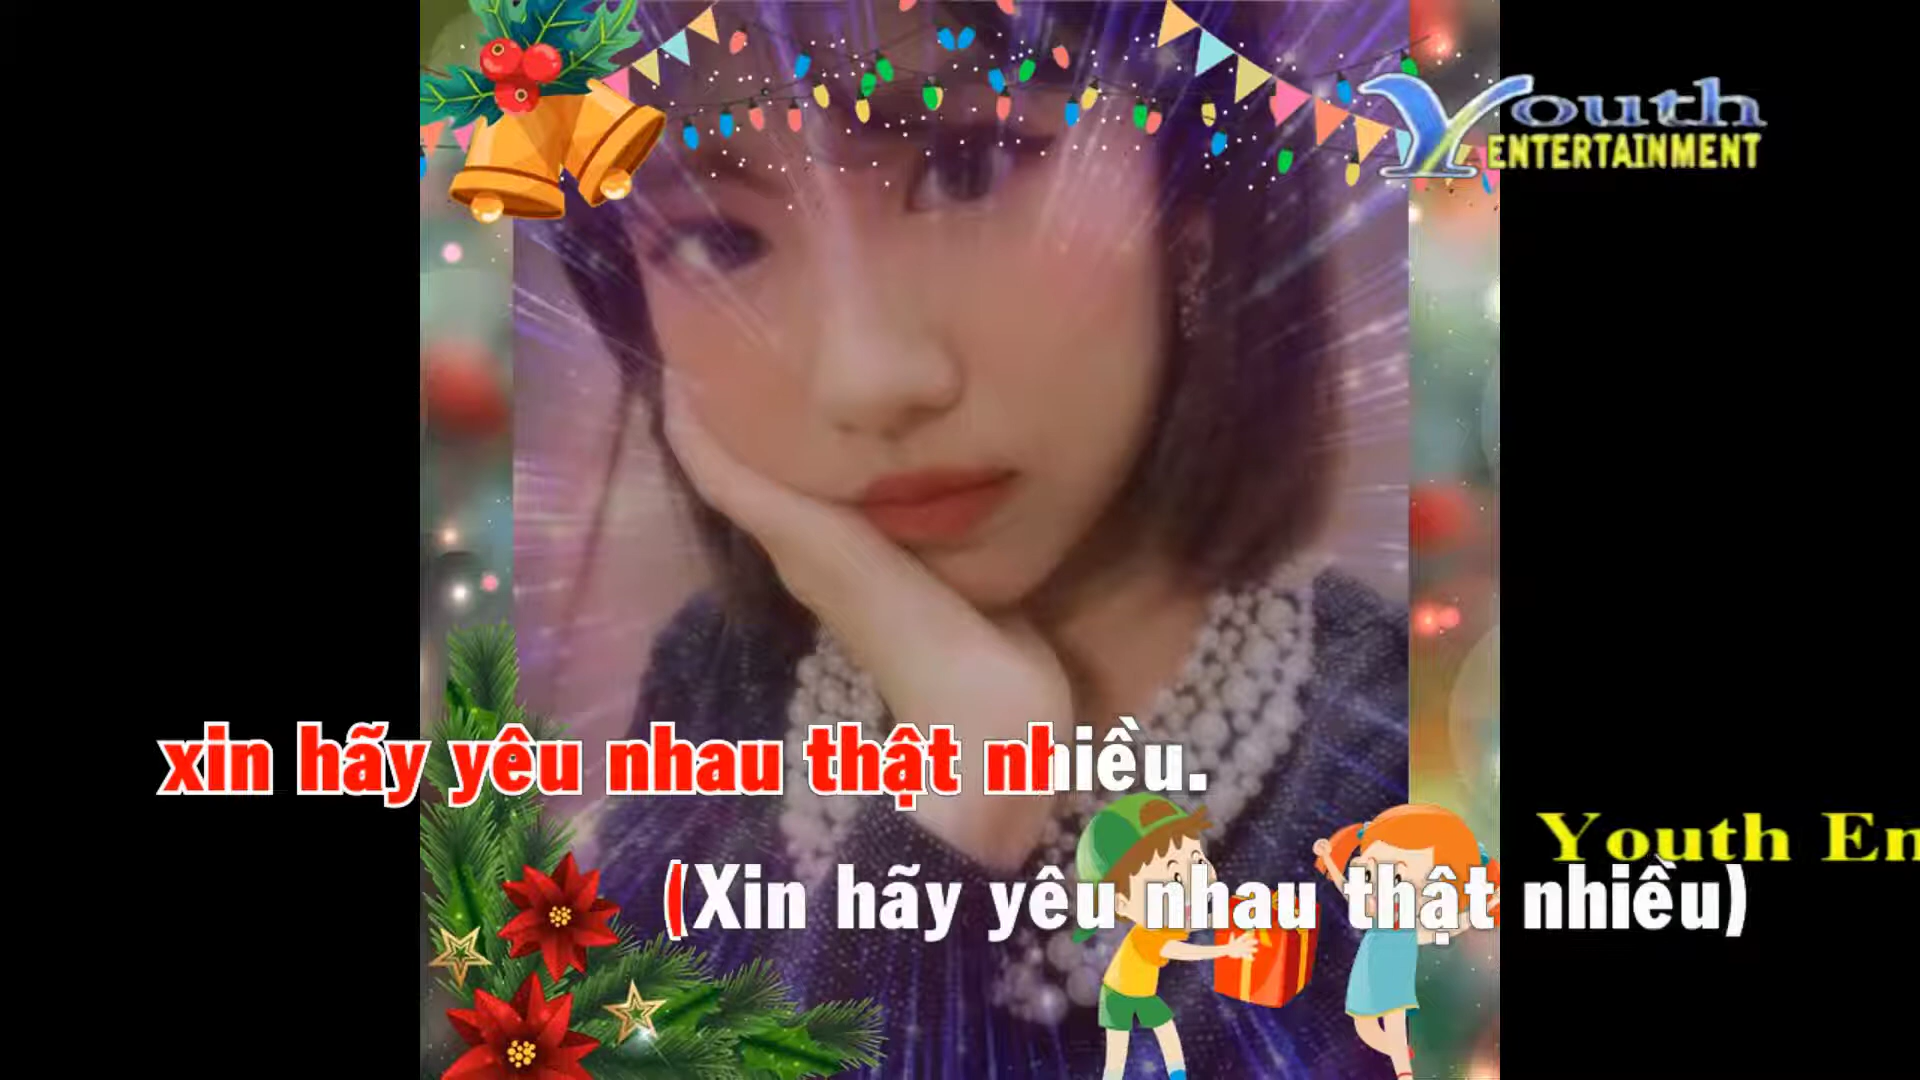 Youth
ENTERTAINMENT
xin hãy yêu nhau thật nhiều.
Youth En
(Xin hãy yêu nhau thật nhiều)